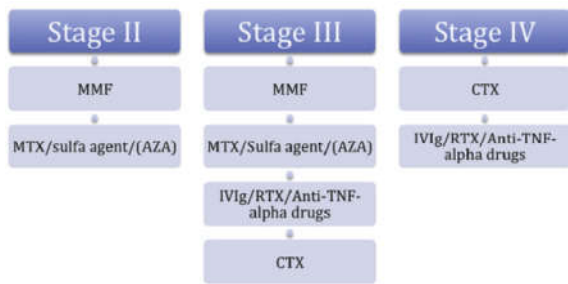 Stage II
MMF
MTX/sulfa agent/(AZA)
Stage III
MMF
MTX/Sulfa agent/(AZA)
IVIg/RTX/Anti-TNF-
alpha drugs
CTX
Stage IV
CTX
IVIg/RTX/Anti-TNF-
alpha drugs